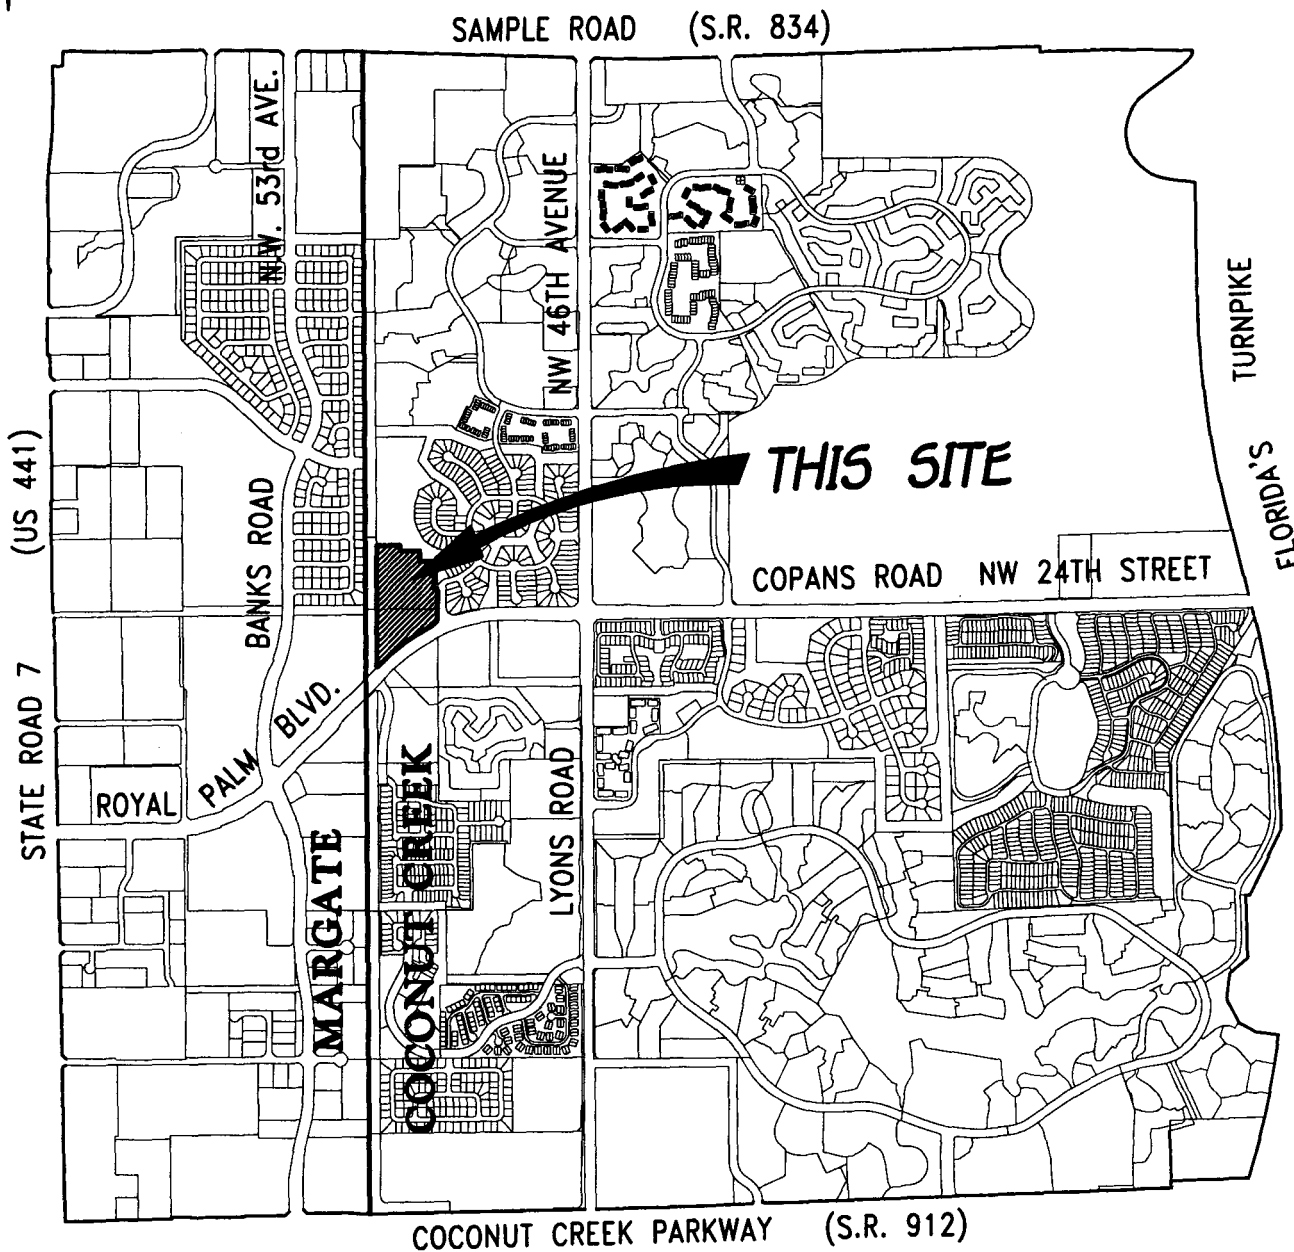 SAMPLE ROAD (S.R. 834)
N.W. 53rd AVE.
NW 46TH AVENUE
TURNPIKE
FLORIDA'S
THIS SITE
(US 441)
STATE ROAD 7
BANKS ROAD
COPANS ROAD NW 24TH STREET
ROYAL PALM BLVD.
MARGATE
COCONUT CREEK
LYONS ROAD
COCONUT CREEK PARKWAY (S.R. 912)